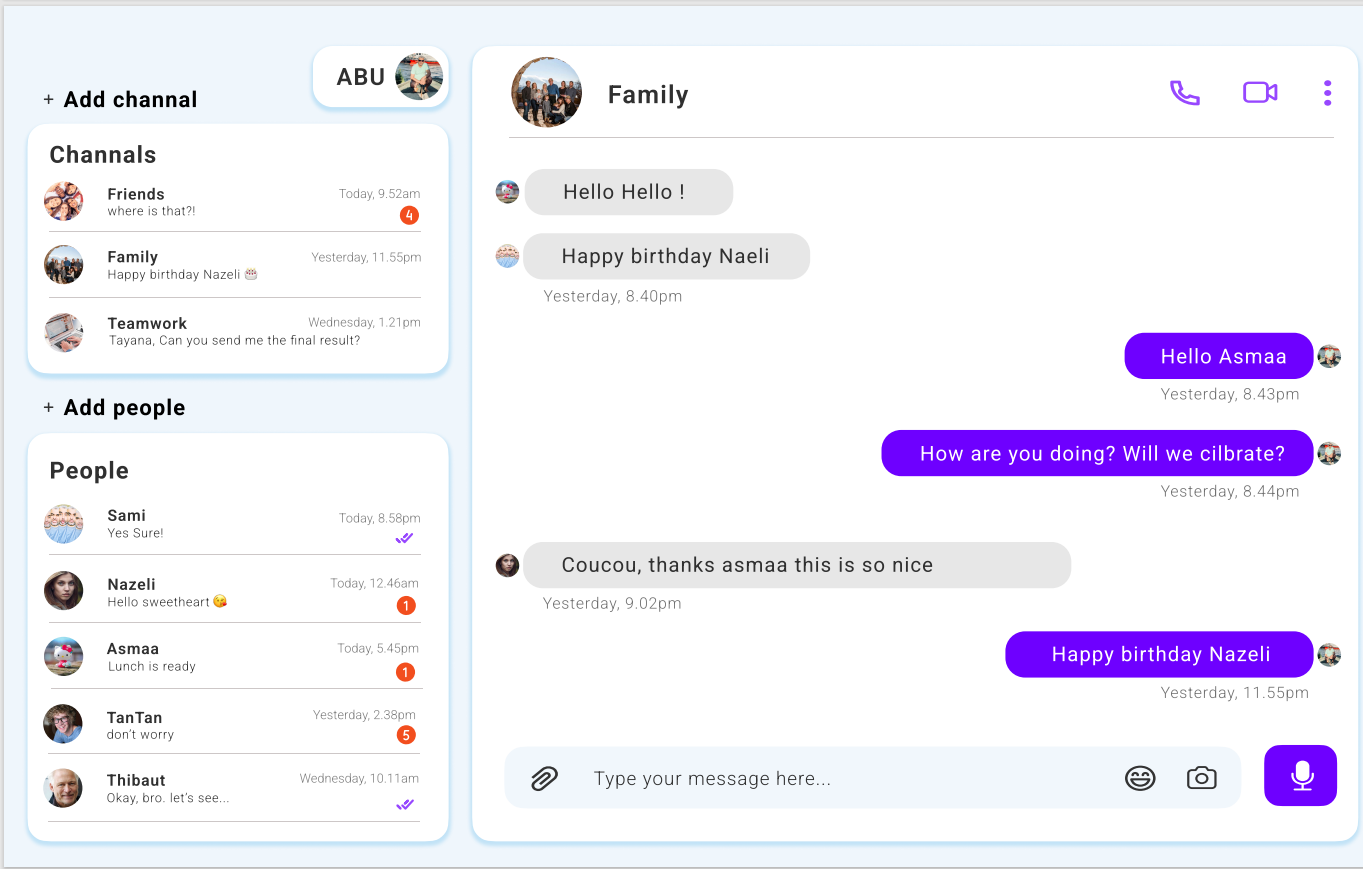 ABU
+ Add channal
Channals
Friends
Today, 9.52am
where is that?!
4
Family
Yesterday, 11.55pm
Happy birthday Nazeli 🎂
Teamwork
Wednesday, 1.21pm
Tayana, Can you send me the final result?
+ Add people
People
Sami
Today, 8.58pm
Yes Sure!
Nazeli
Today, 12.46am
Hello sweetheart 😘
1
Asmaa
Today, 5.45pm
Lunch is ready
1
TanTan
Yesterday, 2.38pm
don't worry
5
Thibaut
Wednesday, 10.11am
Okay, bro. let's see...
Family
Hello Hello !
Happy birthday Naeli
Yesterday, 8.40pm
Hello Asmaa
Yesterday, 8.43pm
How are you doing? Will we cilbrate?
Yesterday, 8.44pm
Coucou, thanks asmaa this is so nice
Yesterday, 9.02pm
Happy birthday Nazeli
Yesterday, 11.55pm
Type your message here...